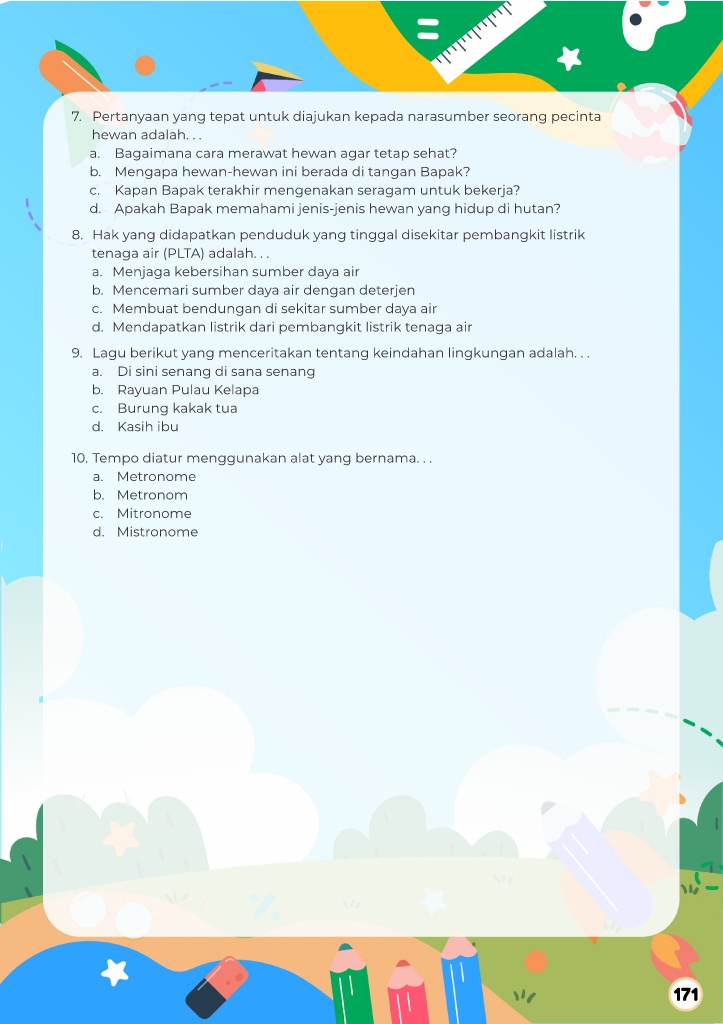 7. Pertanyaan yang tepat untuk diajukan kepada narasumber seorang pecinta
hewan adalah. . .
a. Bagaimana cara merawat hewan agar tetap sehat?
b. Mengapa hewan-hewan ini berada di tangan Bapak?
c. Kapan Bapak terakhir mengenakan seragam untuk bekerja?
d. Apakah Bapak memahami jenis-jenis hewan yang hidup di hutan?
8. Hak yang didapatkan penduduk yang tinggal disekitar pembangkit listrik
tenaga air (PLTA) adalah. . .
a. Menjaga kebersihan sumber daya air
b. Mencemari sumber daya air dengan deterjen
c. Membuat bendungan di sekitar sumber daya air
d. Mendapatkan listrik dari pembangkit listrik tenaga air
9. Lagu berikut yang menceritakan tentang keindahan lingkungan adalah. . .
a. Di sini senang di sana senang
b. Rayuan Pulau Kelapa
c. Burung kakak tua
d. Kasih ibu
10. Tempo diatur menggunakan alat yang bernama. . .
a. Metronome
b. Metronom
c. Mitronome
d. Mistronome
171